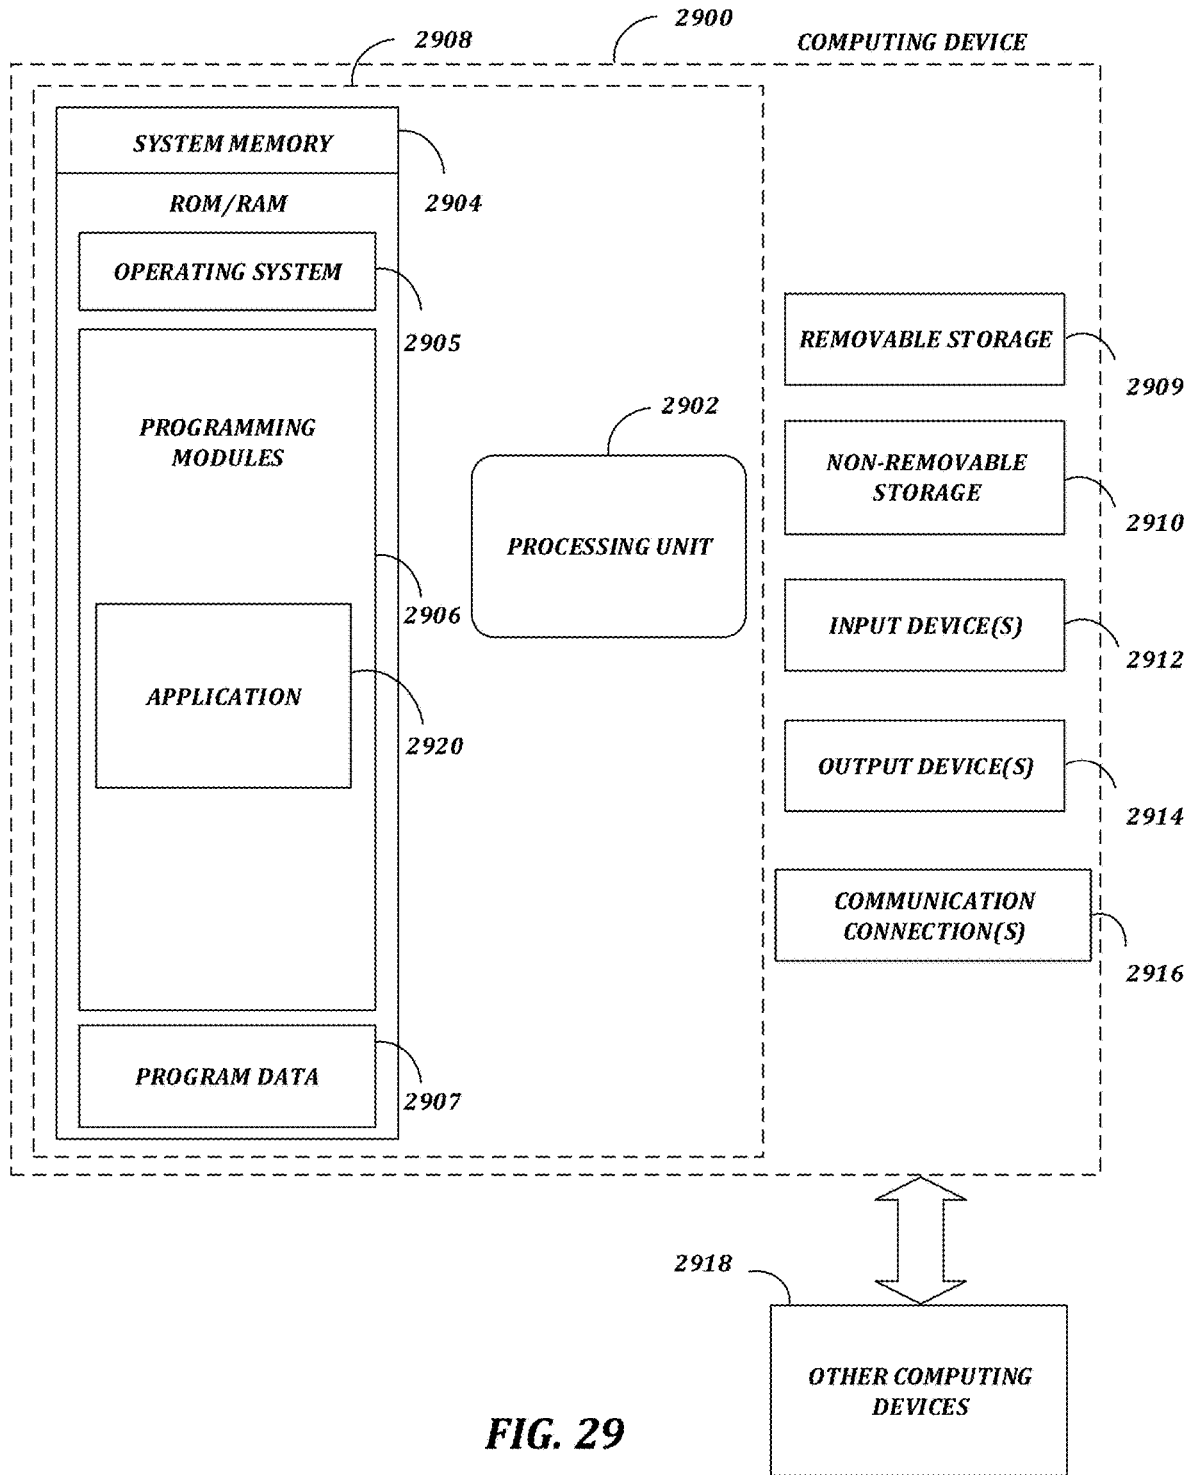 2900
COMPUTING DEVICE
2908
SYSTEM MEMORY
2904
ROM/RAM
OPERATING SYSTEM
2905
PROGRAMMING
MODULES
2906
APPLICATION
2920
PROGRAM DATA
2907
2902
PROCESSING UNIT
REMOVABLE STORAGE
2909
NON-REMOVABLE
STORAGE
2910
INPUT DEVICE(S)
2912
OUTPUT DEVICE(S)
2914
COMMUNICATION
CONNECTION(S)
2916
2918
OTHER COMPUTING
DEVICES
FIG. 29